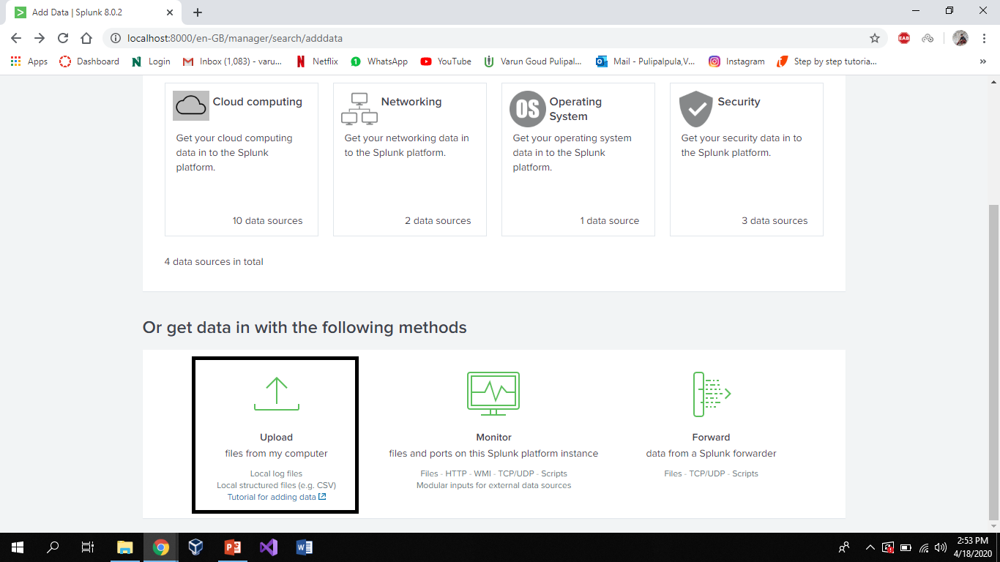 Add Data | Splunk 8.0.2
localhost:8000/en-GB/manager/search/adddata
EAB
Apps
Dashboard
Login
Inbox (1,083) - varu...
Netflix
WhatsApp
YouTube
Varun Goud Pulipal...
Mail - Pulipalpula,V...
Instagram
Step by step tutoria...
»
Cloud computing
Get your cloud computing
data in to the Splunk
platform.
10 data sources
Networking
Get your networking data in
to the Splunk platform.
2 data sources
OS
Operating
System
Get your operating system
data in to the Splunk
platform.
1 data source
Security
Get your security data in to
the Splunk platform.
3 data sources
4 data sources in total
Or get data in with the following methods
Upload
files from my computer
Local log files
Local structured files (e.g. CSV)
Tutorial for adding data
Monitor
files and ports on this Splunk platform instance
Files - HTTP - WMI - TCP/UDP - Scripts
Modular inputs for external data sources
Forward
data from a Splunk forwarder
Files - TCP/UDP - Scripts
2:53 PM
4/18/2020